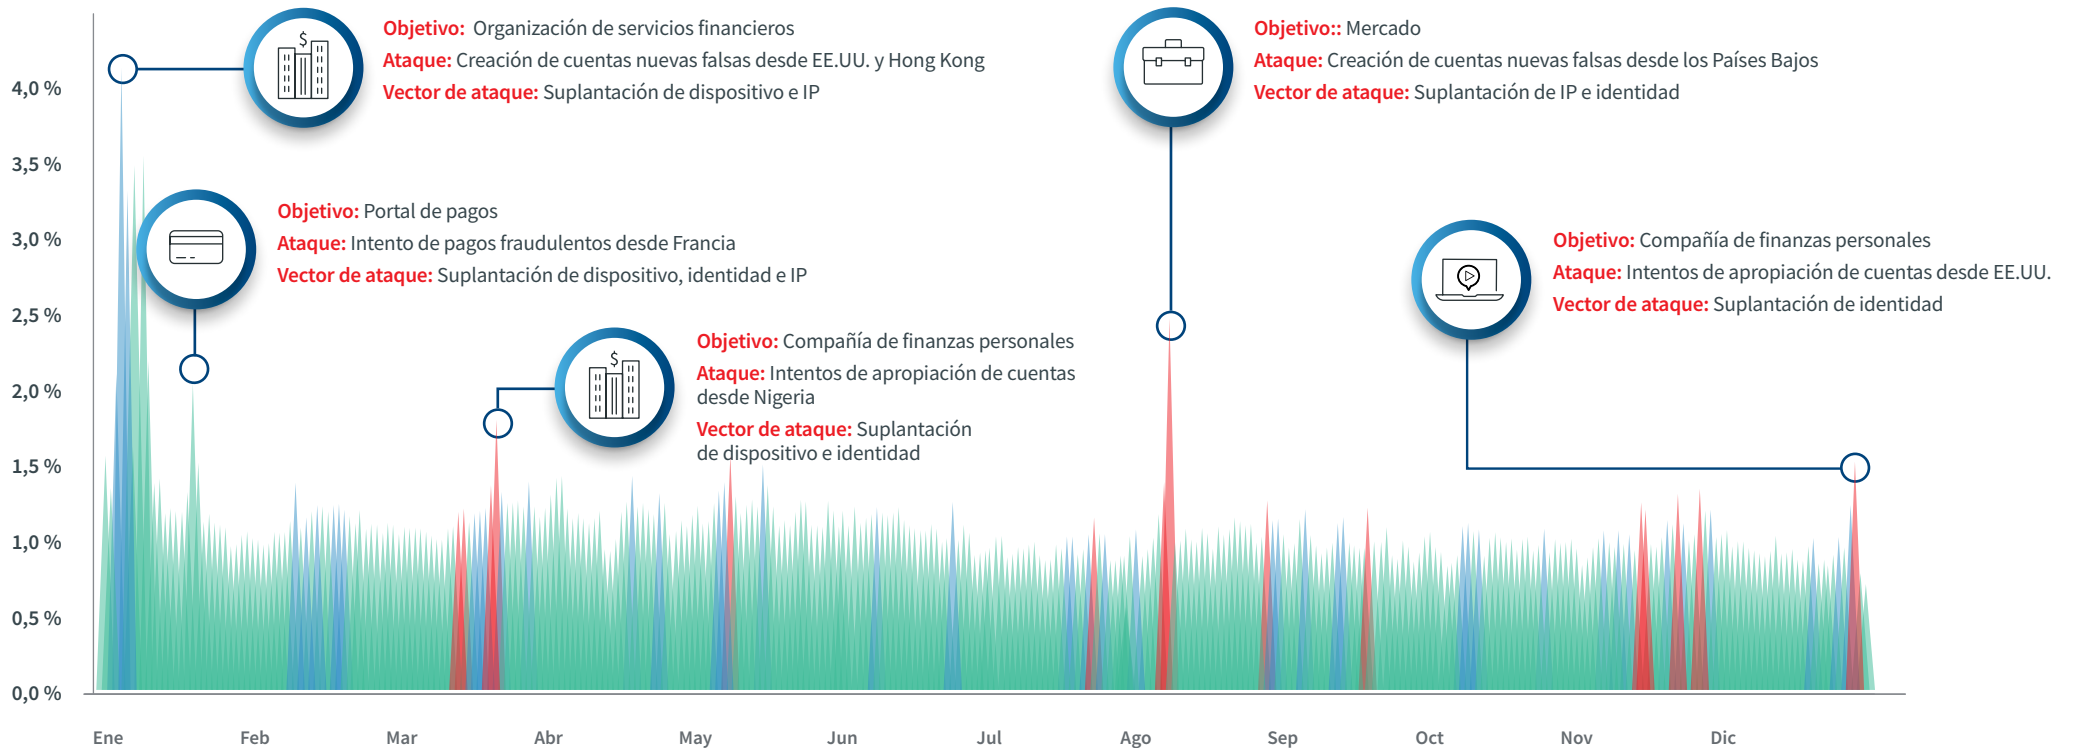 Objetivo: Organización de servicios financieros
Ataque: Creación de cuentas nuevas falsas desde EE.UU. y Hong Kong
Vector de ataque: Suplantación de dispositivo e IP
Objetivo:: Mercado
Ataque: Creación de cuentas nuevas falsas desde los Países Bajos
Vector de ataque: Suplantación de IP e identidad
Objetivo: Portal de pagos
Ataque: Intento de pagos fraudulentos desde Francia
Vector de ataque: Suplantación de dispositivo, identidad e IP
Objetivo: Compañía de finanzas personales
Ataque: Intentos de apropiación de cuentas desde EE.UU.
Vector de ataque: Suplantación de identidad
Objetivo: Compañía de finanzas personales
Ataque: Intentos de apropiación de cuentas
desde Nigeria
Vector de ataque: Suplantación
de dispositivo e identidad
$
$
4,0 %
3,5 %
3,0 %
2,5 %
2,0 %
1,5 %
1,0 %
0,5 %
0,0 %
Ene Feb Mar Abr May Jun Jul Ago Sep Oct Nov Dic